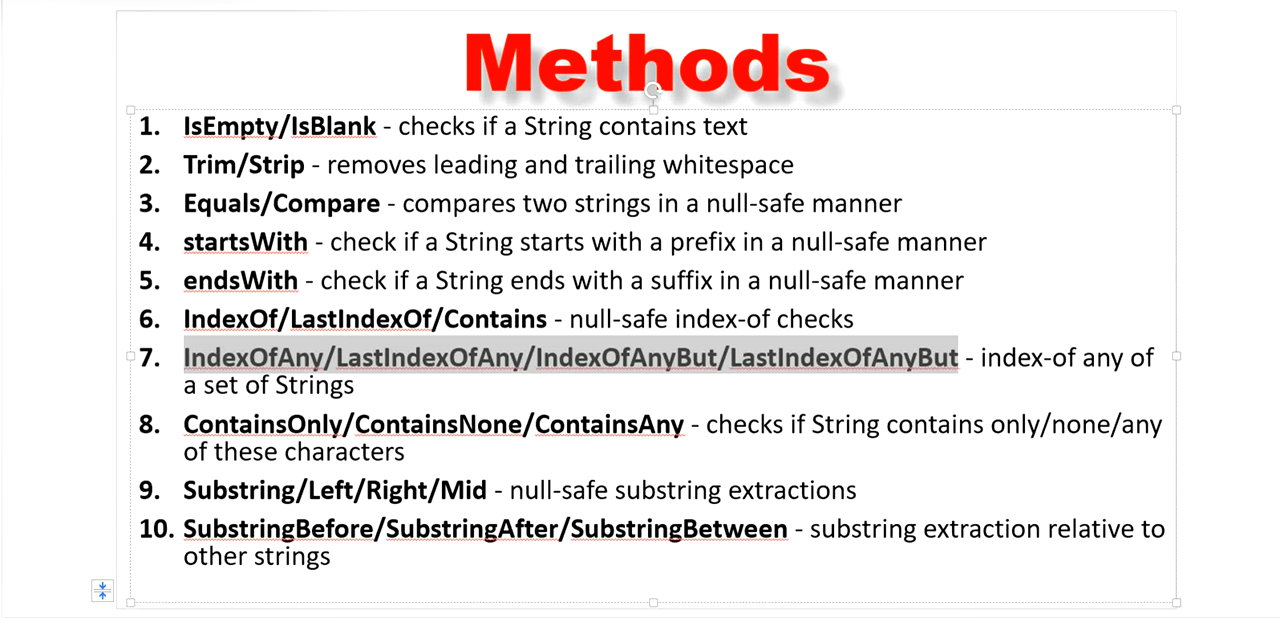 Methods
1. IsEmpty/IsBlank - checks if a String contains text
2. Trim/Strip - removes leading and trailing whitespace
3. Equals/Compare - compares two strings in a null-safe manner
4. startsWith - check if a String starts with a prefix in a null-safe manner
5. endsWith - check if a String ends with a suffix in a null-safe manner
6. IndexOf/LastIndexOf/Contains - null-safe index-of checks
7. IndexOfAny/LastIndexOfAny/IndexOfAnyBut/LastIndexOfAnyBut - index-of any of
a set of Strings
8. ContainsOnly/ContainsNone/ContainsAny - checks if String contains only/none/any
of these characters
9. Substring/Left/Right/Mid - null-safe substring extractions
10. SubstringBefore/SubstringAfter/SubstringBetween - substring extraction relative to
other strings